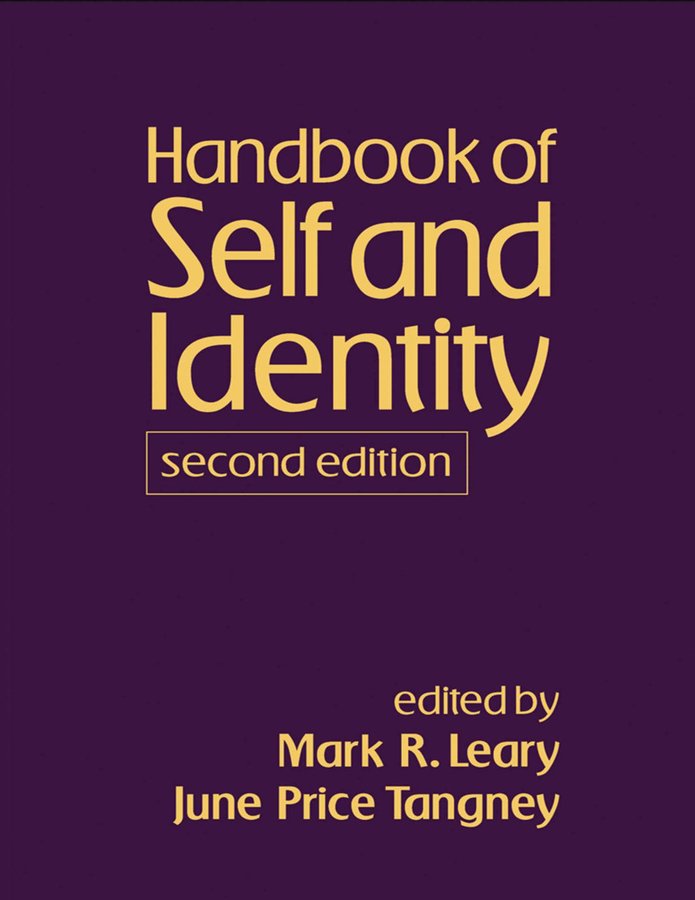 Handbook of
Self and
Identity
second edition
edited by
Mark R. Leary
June Price Tangney